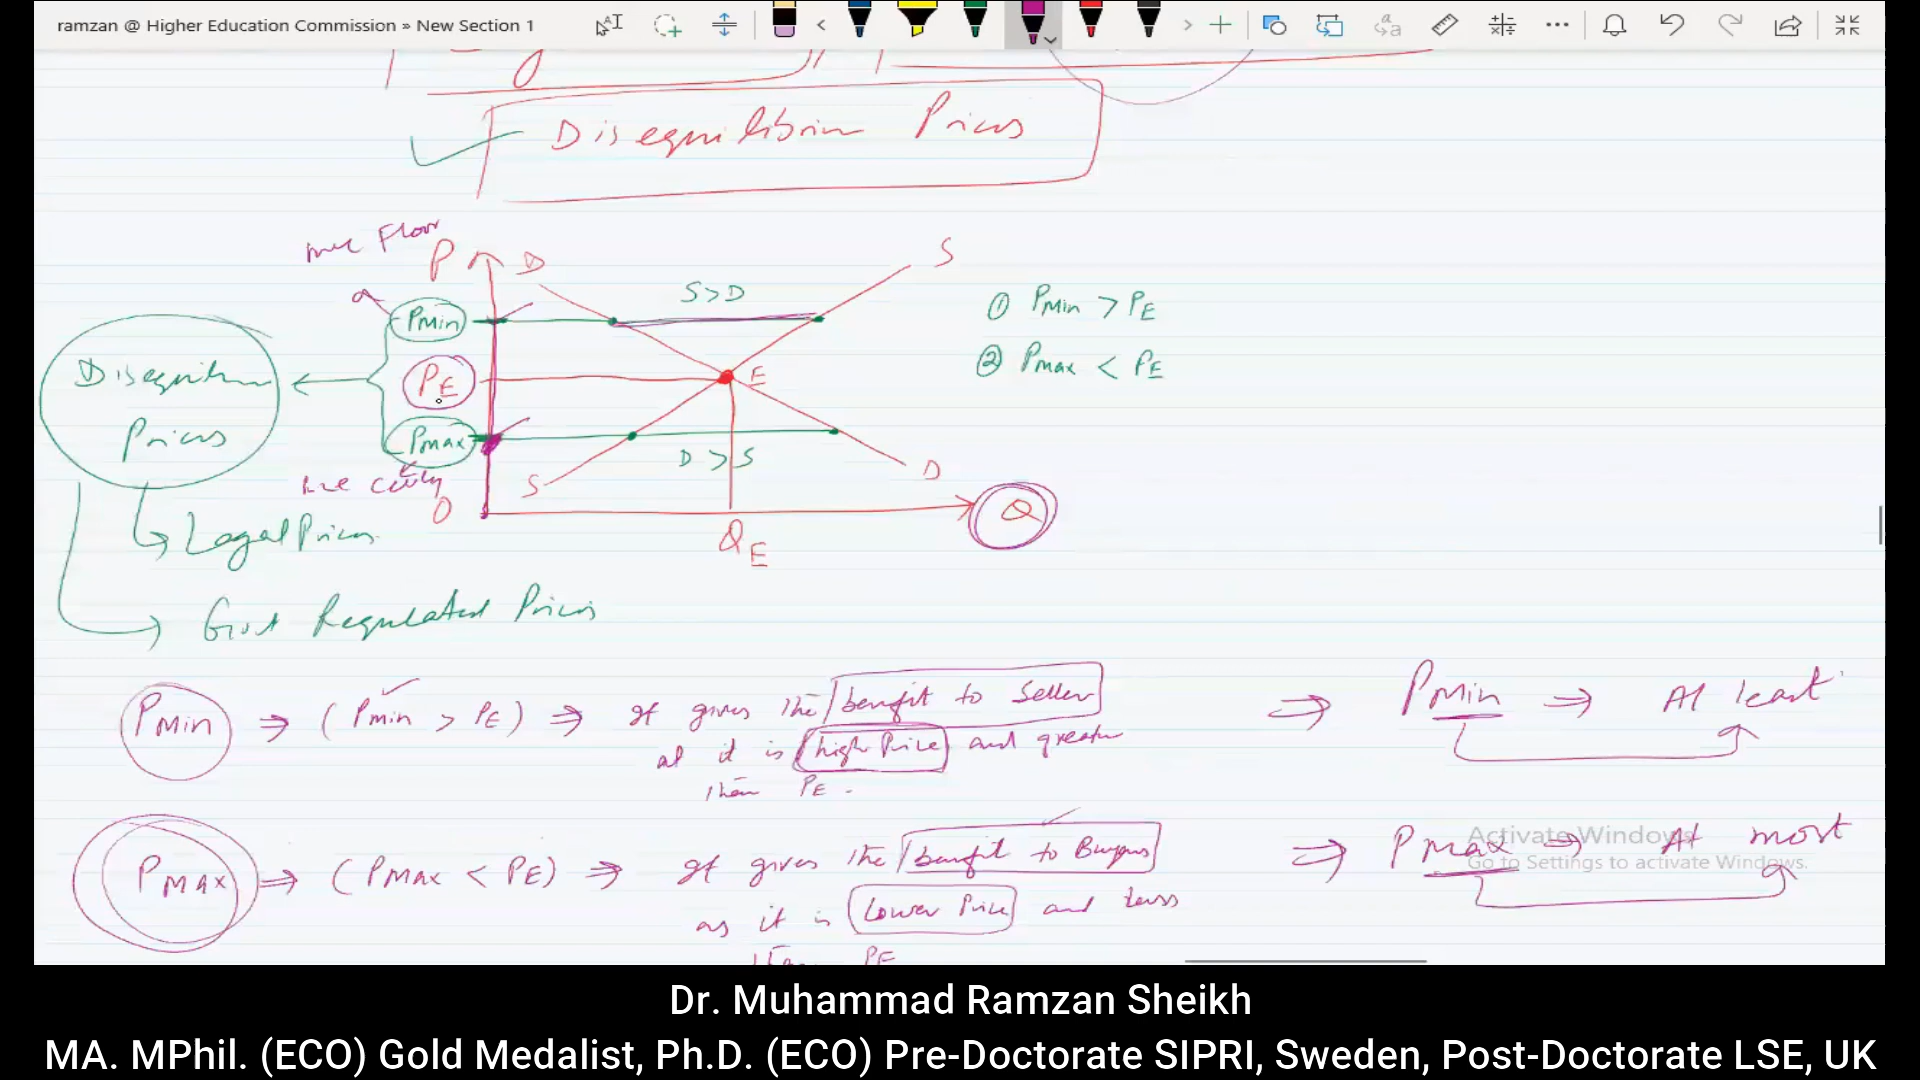 ramzan @ Higher Education Commission » New Section 1
Disequilibrium Prices
Floor
P D S
S>D
Pmin
① PMin > PE
② Pmax < PE
PE E
Disequilibrium
Prices
Pmax
D > S
S D
O Q
QE
Legal Prices
Govt Regulated Prices
PMin ⇒ (Pmin > PE) ⇒ It gives the benefit to Seller ⇒ PMin ⇒ At least
it is high Price and greater
than PE.
PMAX ⇒ (PMAX < PE) ⇒ It gives the benefit to Buyers ⇒ Pmax ⇒ At most
as it is Lower Price and less
than PE
Activate Windows
Go to Settings to activate Windows.
Dr. Muhammad Ramzan Sheikh
MA. MPhil. (ECO) Gold Medalist, Ph.D. (ECO) Pre-Doctorate SIPRI, Sweden, Post-Doctorate LSE, UK